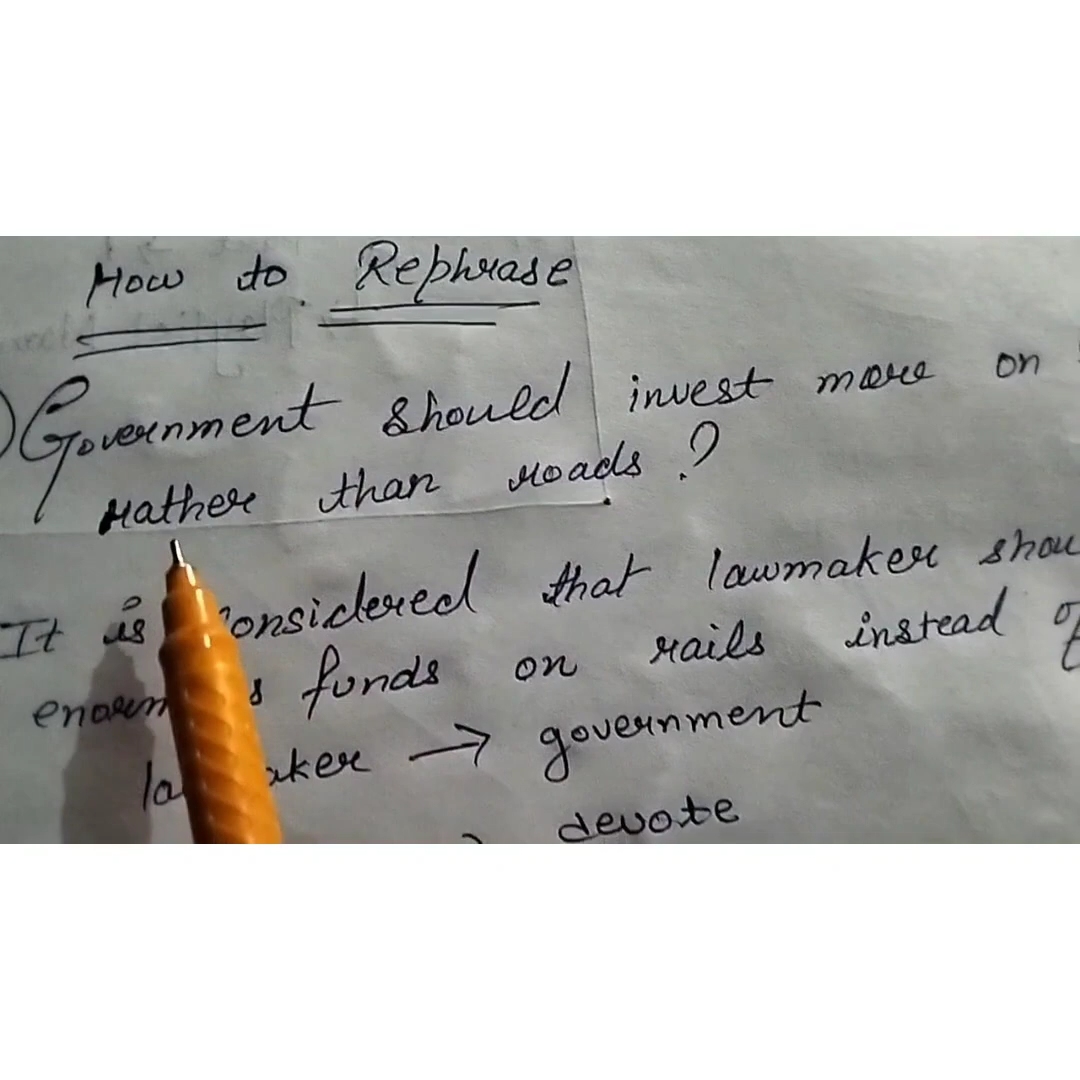 How to Rephrase
Government should invest more on
rather than roads ?
It is considered that lawmaker shou
funds on rails instead of
→ government
devote